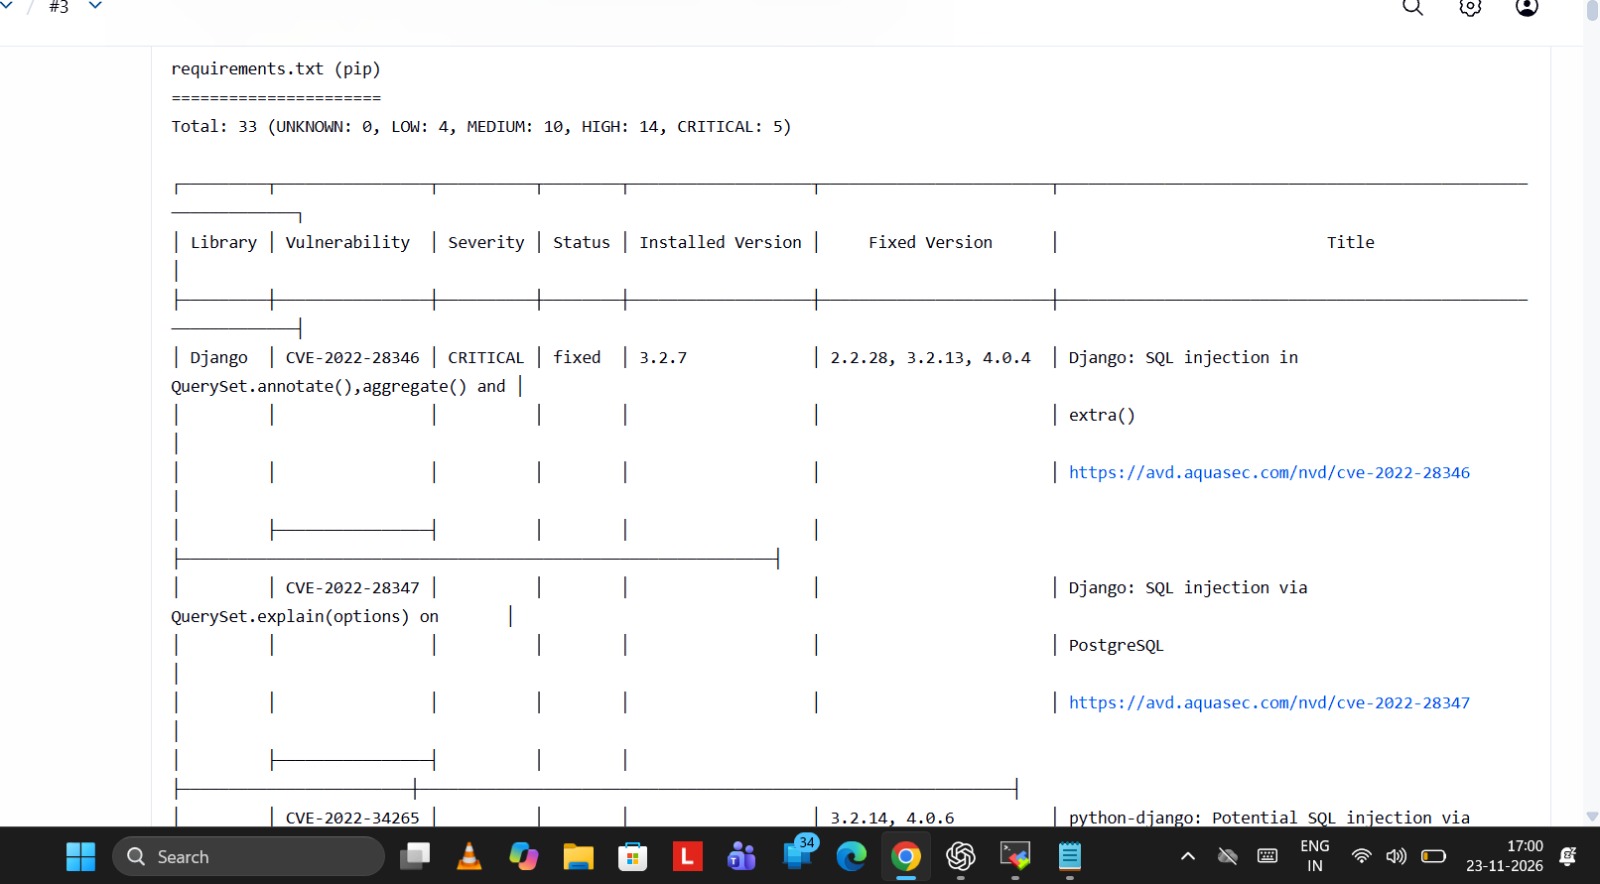 #3
requirements.txt (pip)
======================
Total: 33 (UNKNOWN: 0, LOW: 4, MEDIUM: 10, HIGH: 14, CRITICAL: 5)
Library Vulnerability Severity Status Installed Version Fixed Version Title
Django CVE-2022-28346 CRITICAL fixed 3.2.7 2.2.28, 3.2.13, 4.0.4 Django: SQL injection in
QuerySet.annotate(),aggregate() and
extra()
https://avd.aquasec.com/nvd/cve-2022-28346
CVE-2022-28347 Django: SQL injection via
QuerySet.explain(options) on
PostgreSQL
https://avd.aquasec.com/nvd/cve-2022-28347
CVE-2022-34265 3.2.14, 4.0.6 python-django: Potential SQL injection via
Search
L
T
34
ENG
IN
17:00
23-11-2026